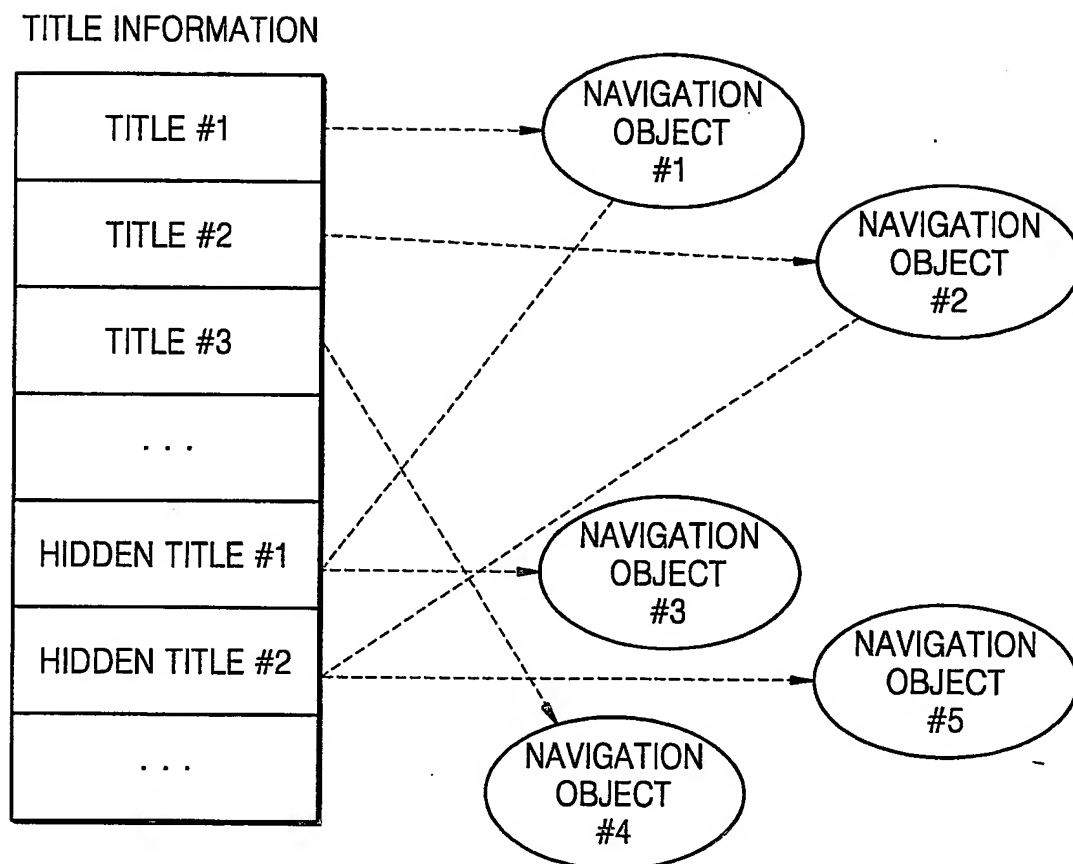 TITLE INFORMATION
TITLE #1
TITLE #2
TITLE #3
. . .
HIDDEN TITLE #1
HIDDEN TITLE #2
. . .
NAVIGATION
OBJECT
#1
NAVIGATION
OBJECT
#2
NAVIGATION
OBJECT
#3
NAVIGATION
OBJECT
#5
NAVIGATION
OBJECT
#4